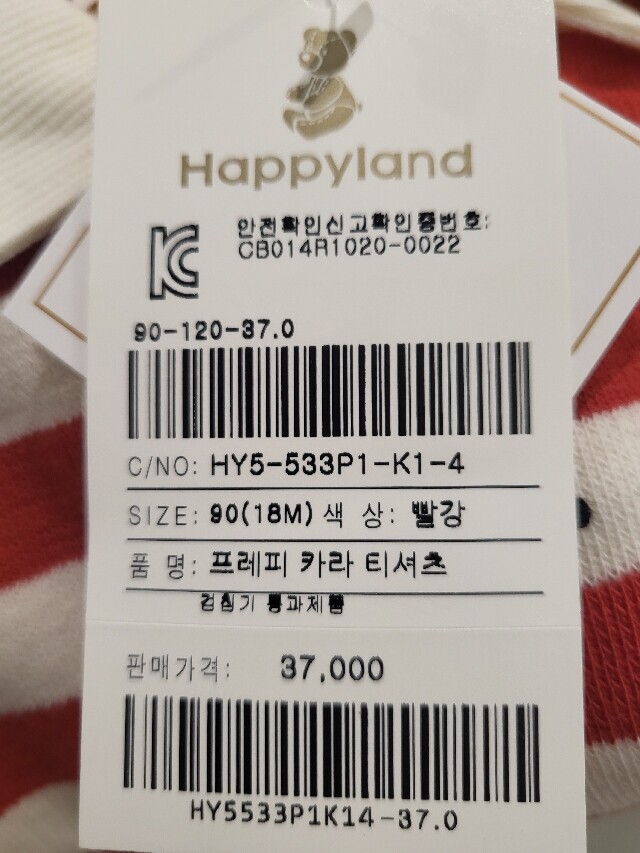 Happyland
안전확인신고확인증번호:
CB014R1020-0022
90-120-37.0
C/NO: HY5-533P1-K1-4
SIZE: 90(18M) 색 상: 빨강
품 명: 프레피 카라 티셔츠
검침기 통과제품
판매가격: 37,000
HY5533P1K14-37.0